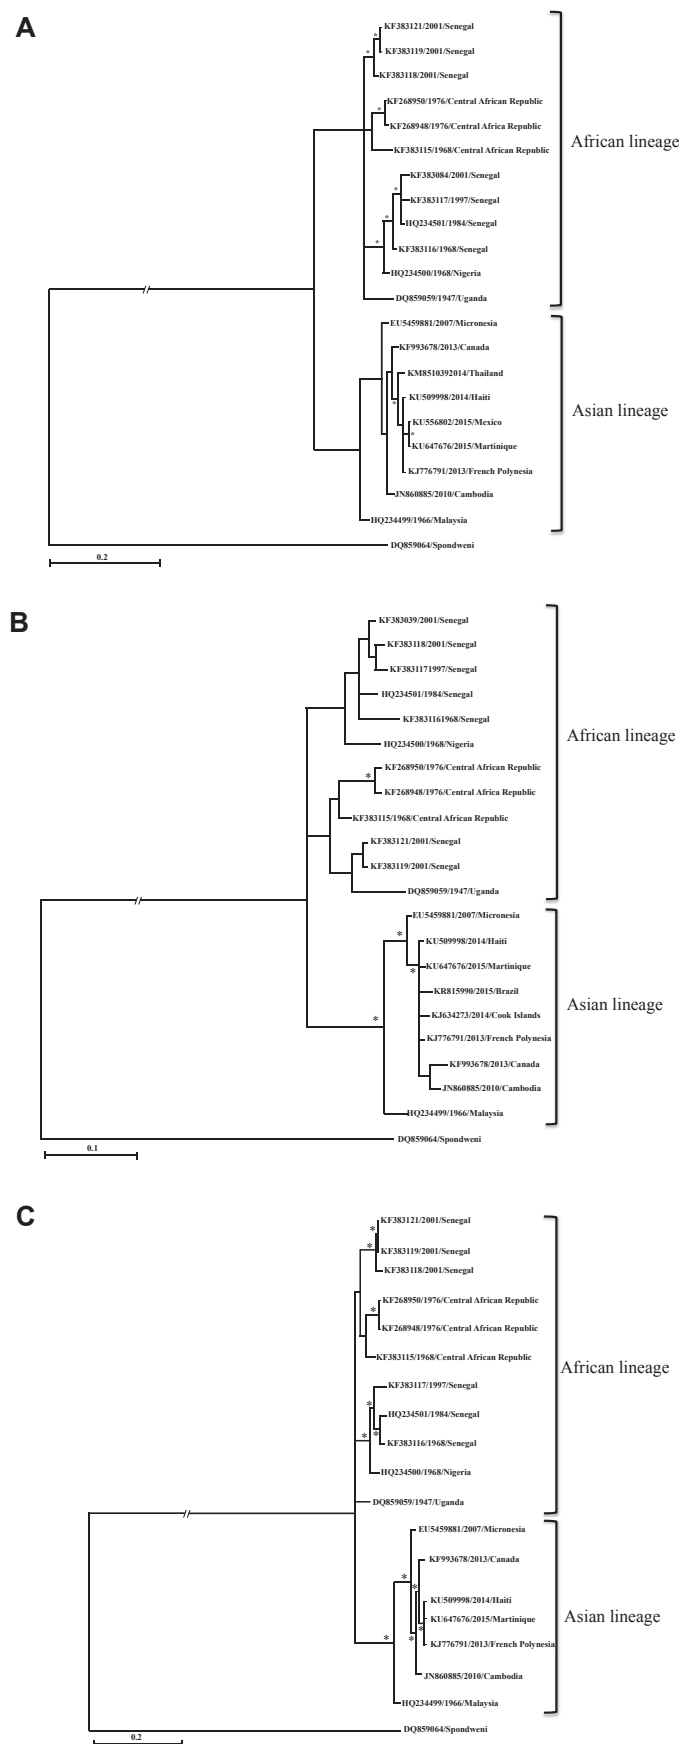 A
KF383121/2001/Senegal
KF383119/2001/Senegal
KF383118/2001/Senegal
KF268950/1976/Central African Republic
KF268948/1976/Central Africa Republic
KF383115/1968/Central African Republic
African lineage
KF383084/2001/Senegal
KF383117/1997/Senegal
HQ234501/1984/Senegal
KF383116/1968/Senegal
HQ234500/1968/Nigeria
DQ859059/1947/Uganda
EU5459881/2007/Micronesia
KF993678/2013/Canada
KM8510392014/Thailand
KU509998/2014/Haiti
Asian lineage
KU556802/2015/Mexico
KU647676/2015/Martinique
KJ776791/2013/French Polynesia
JN860885/2010/Cambodia
HQ234499/1966/Malaysia
DQ859064/Spondweni
0.2
B
KF383039/2001/Senegal
KF383118/2001/Senegal
KF3831171997/Senegal
HQ234501/1984/Senegal
KF3831161968/Senegal
African lineage
HQ234500/1968/Nigeria
KF268950/1976/Central African Republic
KF268948/1976/Central Africa Republic
KF383115/1968/Central African Republic
KF383121/2001/Senegal
KF383119/2001/Senegal
DQ859059/1947/Uganda
EU5459881/2007/Micronesia
KU509998/2014/Haiti
KU647676/2015/Martinique
KR815990/2015/Brazil
Asian lineage
KJ634273/2014/Cook Islands
KJ776791/2013/French Polynesia
KF993678/2013/Canada
JN860885/2010/Cambodia
HQ234499/1966/Malaysia
DQ859064/Spondweni
0.1
C
KF383121/2001/Senegal
KF383119/2001/Senegal
KF383118/2001/Senegal
KF268950/1976/Central African Republic
KF268948/1976/Central African Republic
KF383115/1968/Central African Republic
African lineage
KF383117/1997/Senegal
HQ234501/1984/Senegal
KF383116/1968/Senegal
HQ234500/1968/Nigeria
DQ859059/1947/Uganda
EU5459881/2007/Micronesia
KF993678/2013/Canada
KU509998/2014/Haiti
Asian lineage
KU647676/2015/Martinique
KJ776791/2013/French Polynesia
JN860885/2010/Cambodia
HQ234499/1966/Malaysia
DQ859064/Spondweni
0.2